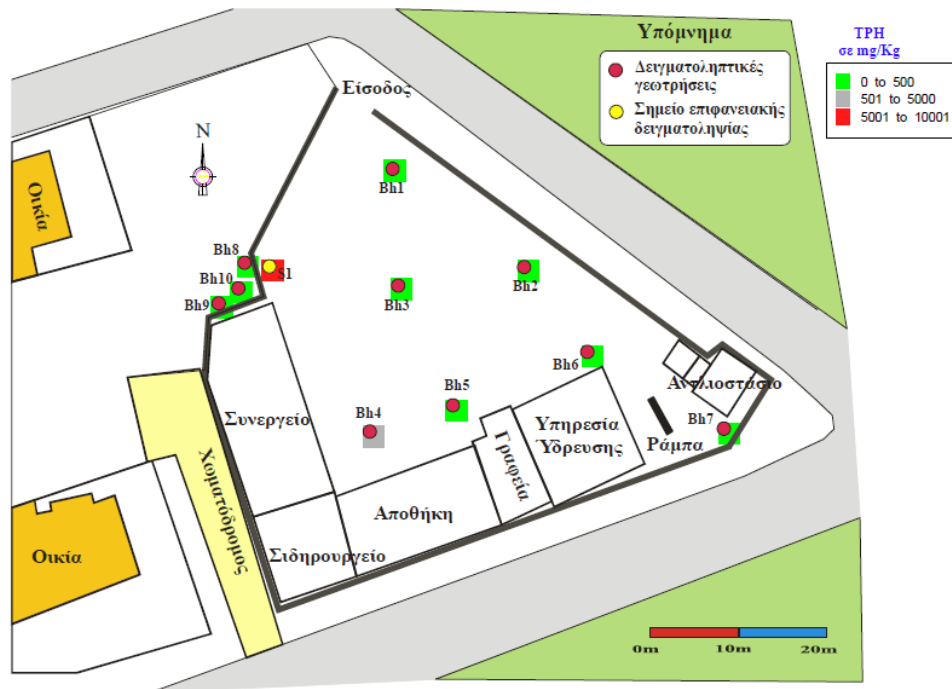 Υπόμνημα
Δειγματοληπτικές
γεωτρήσεις
Σημείο επιφανειακής
δειγματοληψίας
TPH
σε mg/Kg
0 to 500
501 to 5000
5001 to 10001
Είσοδος
N
Οικία
Bh1
Bh8
S1
Bh10
Bh9
Bh3
Bh2
Bh6
Αντλιοστάσιο
Bh5
Bh4
Bh7
Συνεργείο
Υπηρεσία
Ύδρευσης
Ράμπα
Γραφεία
Χωματόδρομος
Αποθήκη
Σιδηρουργείο
Οικία
0m
10m
20m